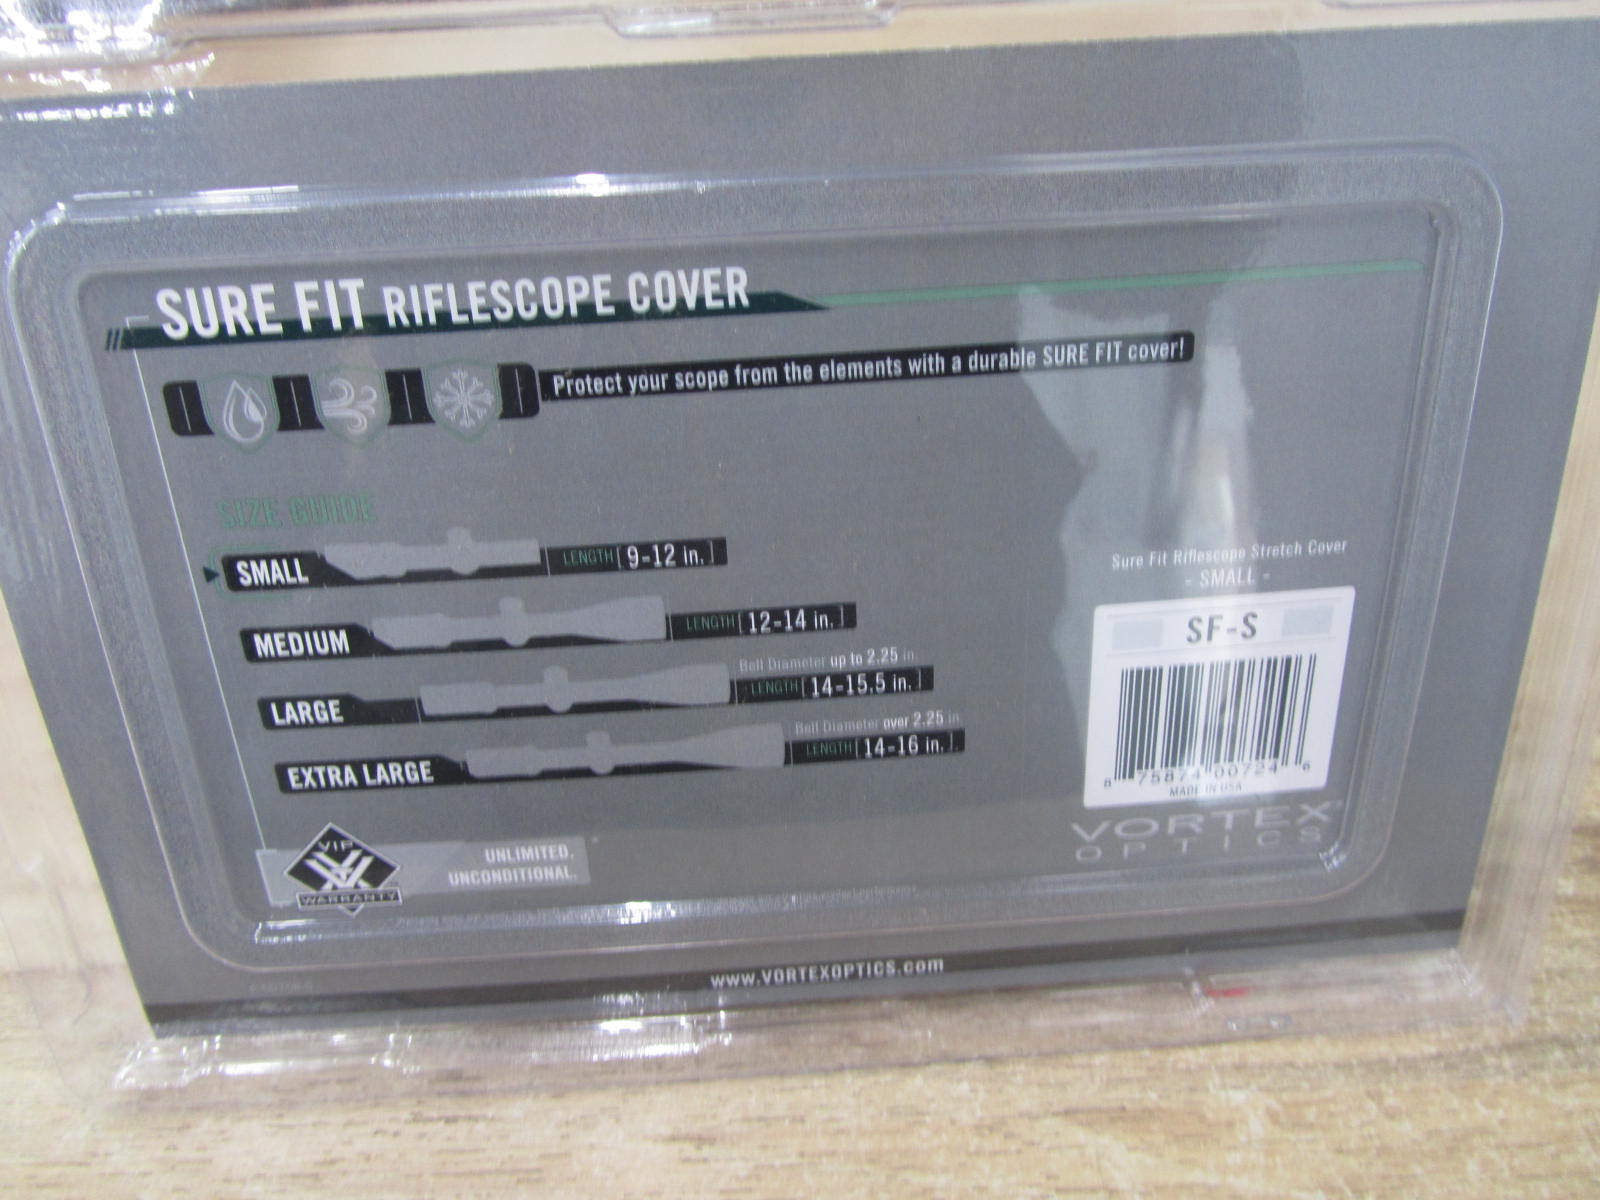 SURE FIT RIFLESCOPE COVER
Protect your scope from the elements with a durable SURE FIT cover!
SIZE GUIDE
SMALL LENGTH [ 9-12 in. ]
MEDIUM LENGTH [ 12-14 in. ]
Bell Diameter up to 2.25 in.
LARGE LENGTH [ 14-15.5 in. ]
Bell Diameter over 2.25 in.
EXTRA LARGE LENGTH [ 14-16 in. ]
Sure Fit Riflescope Stretch Cover
- SMALL -
SF-S
8 75874 00724 6
MADE IN USA
VORTEX
OPTICS
VIP
WARRANTY
UNLIMITED.
UNCONDITIONAL.
www.VORTEXOPTICS.com